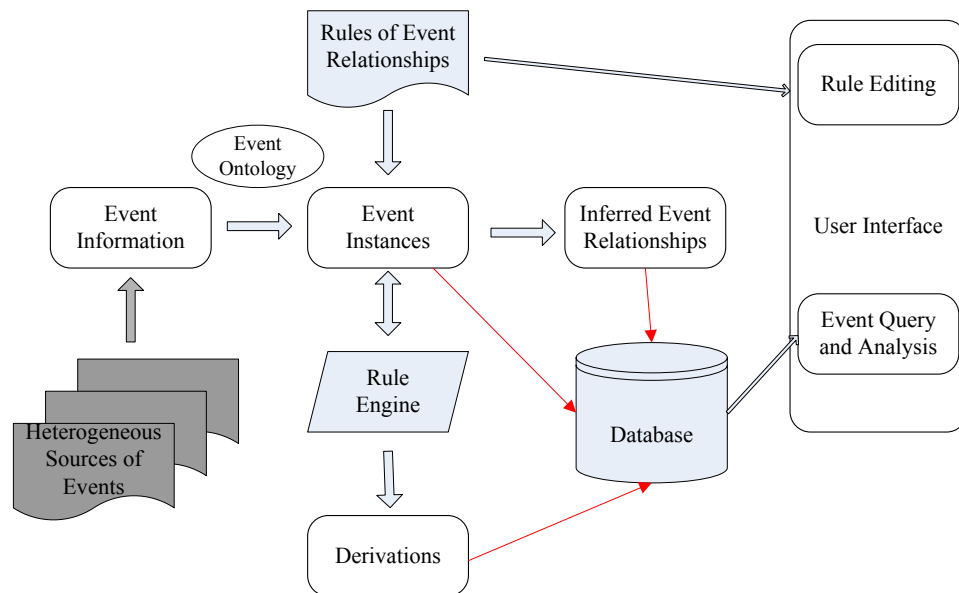 Rules of Event
Relationships
Rule Editing
Event
Ontology
Event
Information
Event
Instances
Inferred Event
Relationships
User Interface
Event Query
and Analysis
Rule
Engine
Database
Heterogeneous
Sources of
Events
Derivations